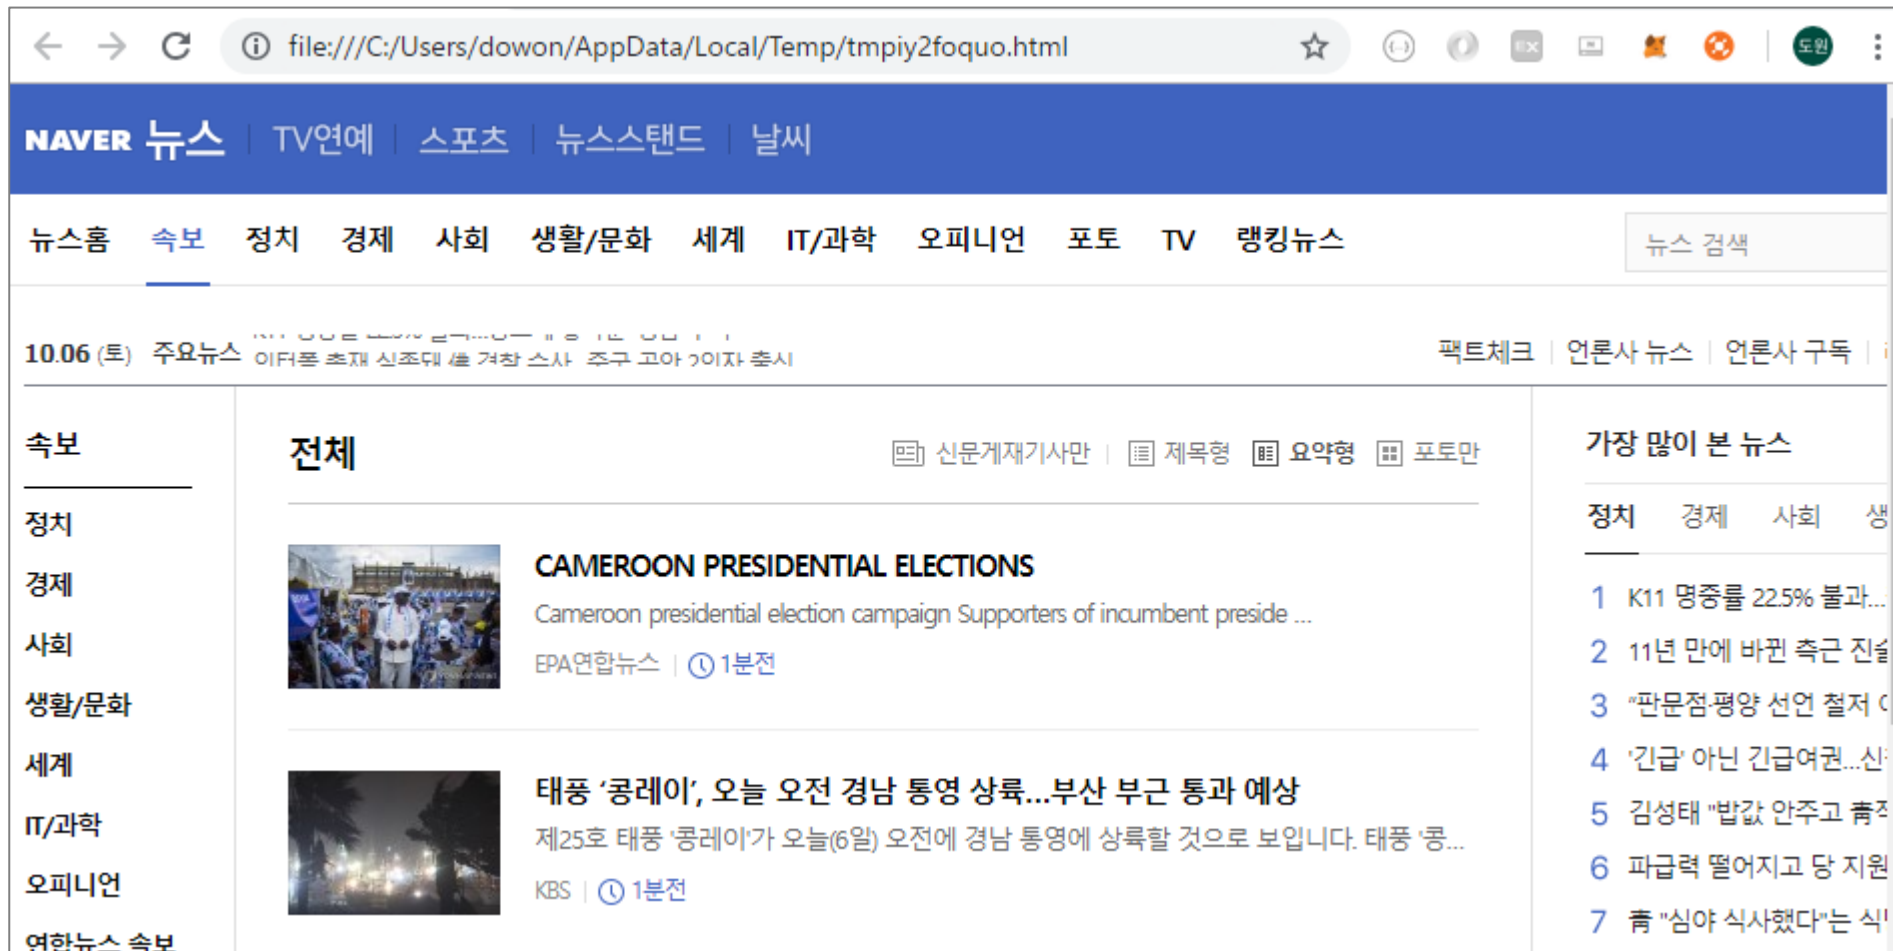 file:///C:/Users/dowon/AppData/Local/Temp/tmpiy2foquo.html
도원
NAVER 뉴스 TV연예 스포츠 뉴스스탠드 날씨
뉴스홈 속보 정치 경제 사회 생활/문화 세계 IT/과학 오피니언 포토 TV 랭킹뉴스
뉴스 검색
10.06 (토) 주요뉴스
팩트체크 언론사 뉴스 언론사 구독
속보
정치
경제
사회
생활/문화
세계
IT/과학
오피니언
연합뉴스 속보
전체
신문게재기사만 제목형 요약형 포토만
CAMEROON PRESIDENTIAL ELECTIONS
Cameroon presidential election campaign Supporters of incumbent preside ...
EPA연합뉴스 1분전
태풍 ‘콩레이’, 오늘 오전 경남 통영 상륙…부산 부근 통과 예상
제25호 태풍 '콩레이'가 오늘(6일) 오전에 경남 통영에 상륙할 것으로 보입니다. 태풍 '콩...
KBS 1분전
가장 많이 본 뉴스
정치 경제 사회
1 K11 명중률 22.5% 불과...
2 11년 만에 바뀐 측근 진술
3 “판문점·평양 선언 철저
4 '긴급' 아닌 긴급여권...
5 김성태 "밥값 안주고
6 파급력 떨어지고 당 지원
7 靑 "심야 식사했다"는